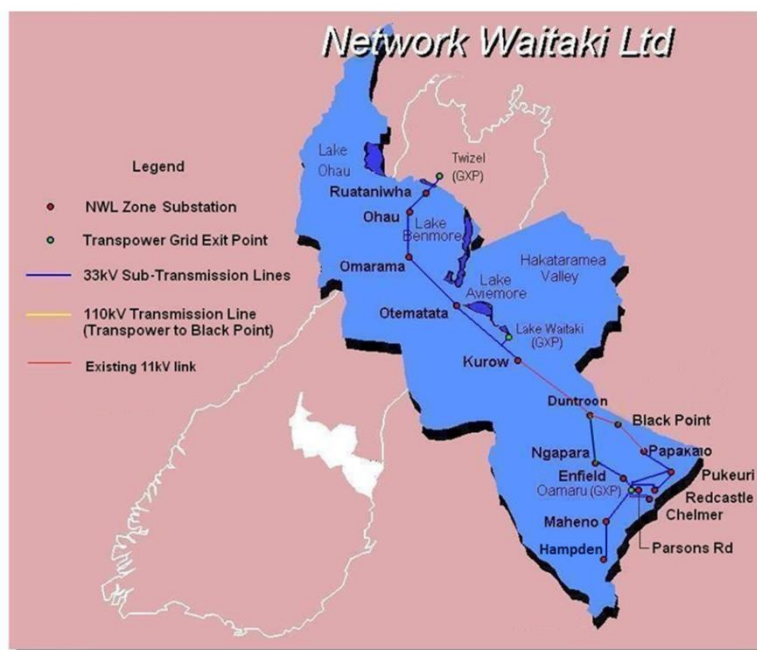 Network Waitaki Ltd
Lake
Ohau
Twizel
(GXP)
Legend
Ruataniwha
NWL Zone Substation
Ohau
Lake
Benmore
Transpower Grid Exit Point
Hakataramea
Valley
Omarama
33kV Sub-Transmission Lines
Lake
Aviemore
Otematata
110kV Transmission Line
(Transpower to Black Point)
Lake Waitaki
(GXP)
Kurow
Existing 11kV link
Duntroon
Black Point
Ngapara
Papakaio
Enfield
Pukeuri
Oamaru (GXP)
Redcastle
Chelmer
Maheno
Hampden
Parsons Rd